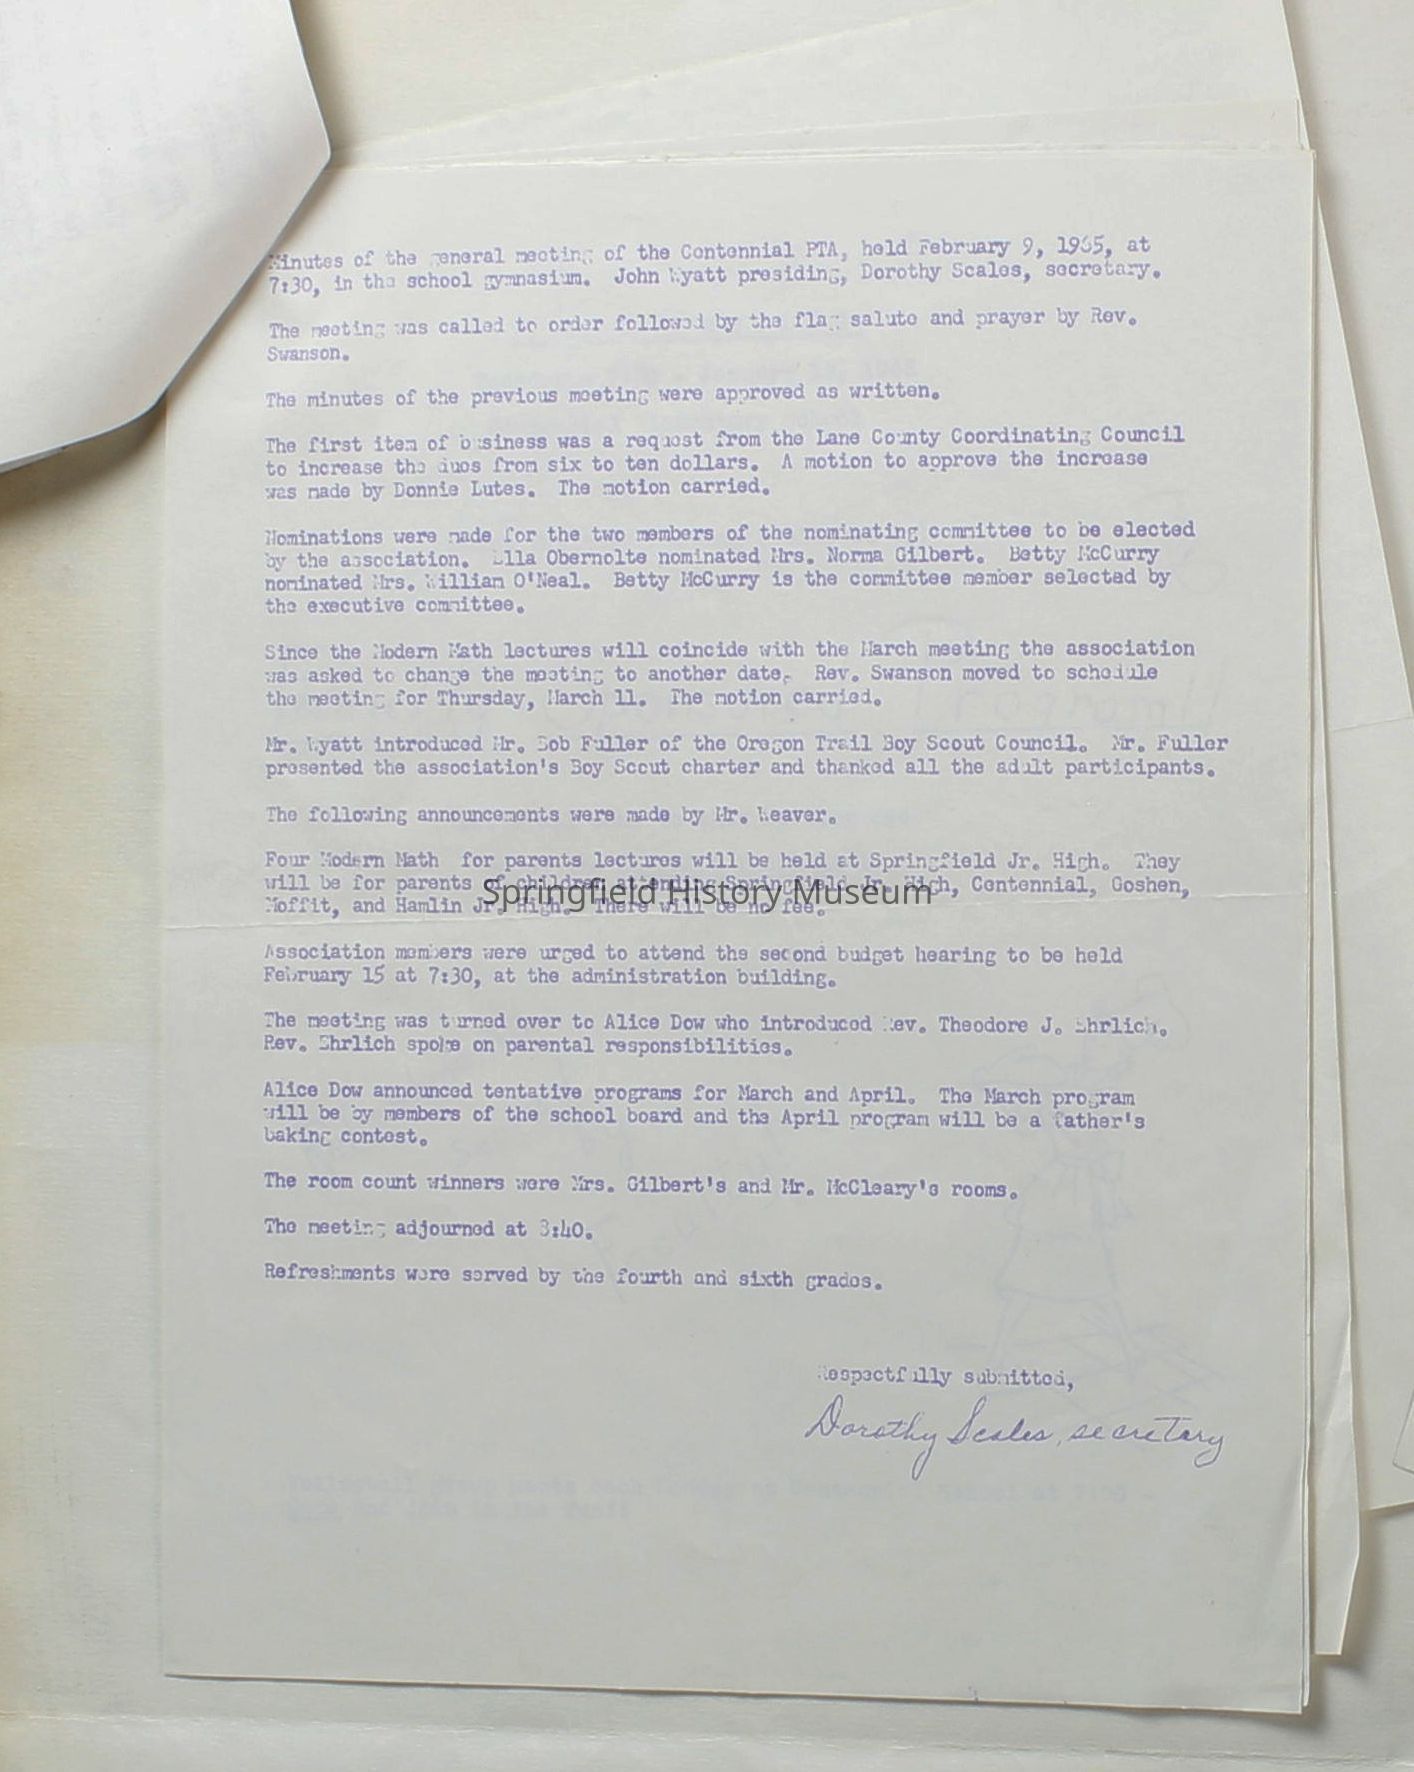 Minutes of the general meeting of the Centennial PTA, held February 9, 1965, at
7:30, in the school gymnasium. John Wyatt presiding, Dorothy Scales, secretary.
The meeting was called to order followed by the flag salute and prayer by Rev.
Swanson.
The minutes of the previous meeting were approved as written.
The first item of business was a request from the Lane County Coordinating Council
to increase the dues from six to ten dollars. A motion to approve the increase
was made by Donnie Lutes. The motion carried.
Nominations were made for the two members of the nominating committee to be elected
by the association. Ella Obernolte nominated Mrs. Norma Gilbert. Betty McCurry
nominated Mrs. William O'Neal. Betty McCurry is the committee member selected by
the executive committee.
Since the Modern Math lectures will coincide with the March meeting the association
was asked to change the meeting to another date. Rev. Swanson moved to schedule
the meeting for Thursday, March 11. The motion carried.
Mr. Wyatt introduced Mr. Bob Fuller of the Oregon Trail Boy Scout Council. Mr. Fuller
presented the association's Boy Scout charter and thanked all the adult participants.
The following announcements were made by Mr. Weaver.
Four Modern Math for parents lectures will be held at Springfield Jr. High. They
will be for parents of children attending Springfield Jr. High, Centennial, Goshen,
Springfield History Museum
Moffit, and Hamlin Jr. High. There will be no fee.
Association members were urged to attend the second budget hearing to be held
February 15 at 7:30, at the administration building.
The meeting was turned over to Alice Dow who introduced Rev. Theodore J. Ehrlich.
Rev. Ehrlich spoke on parental responsibilities.
Alice Dow announced tentative programs for March and April. The March program
will be by members of the school board and the April program will be a father's
baking contest.
The room count winners were Mrs. Gilbert's and Mr. McCleary's rooms.
The meeting adjourned at 8:40.
Refreshments were served by the fourth and sixth grades.
Respectfully submitted,
Dorothy Scales, secretary